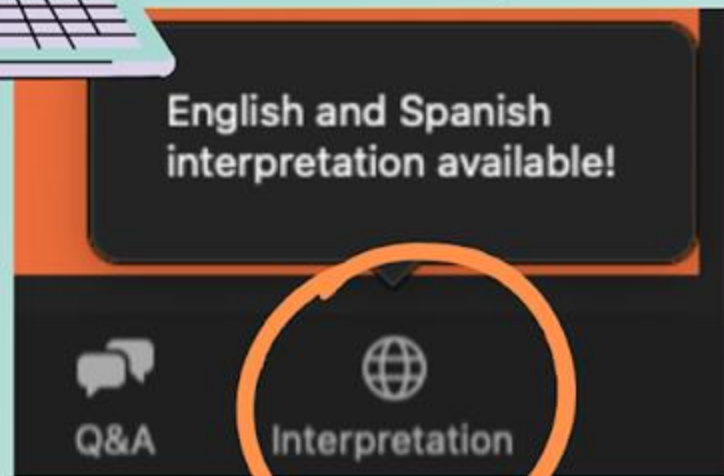 English and Spanish
interpretation available!
Q&A
Interpretation